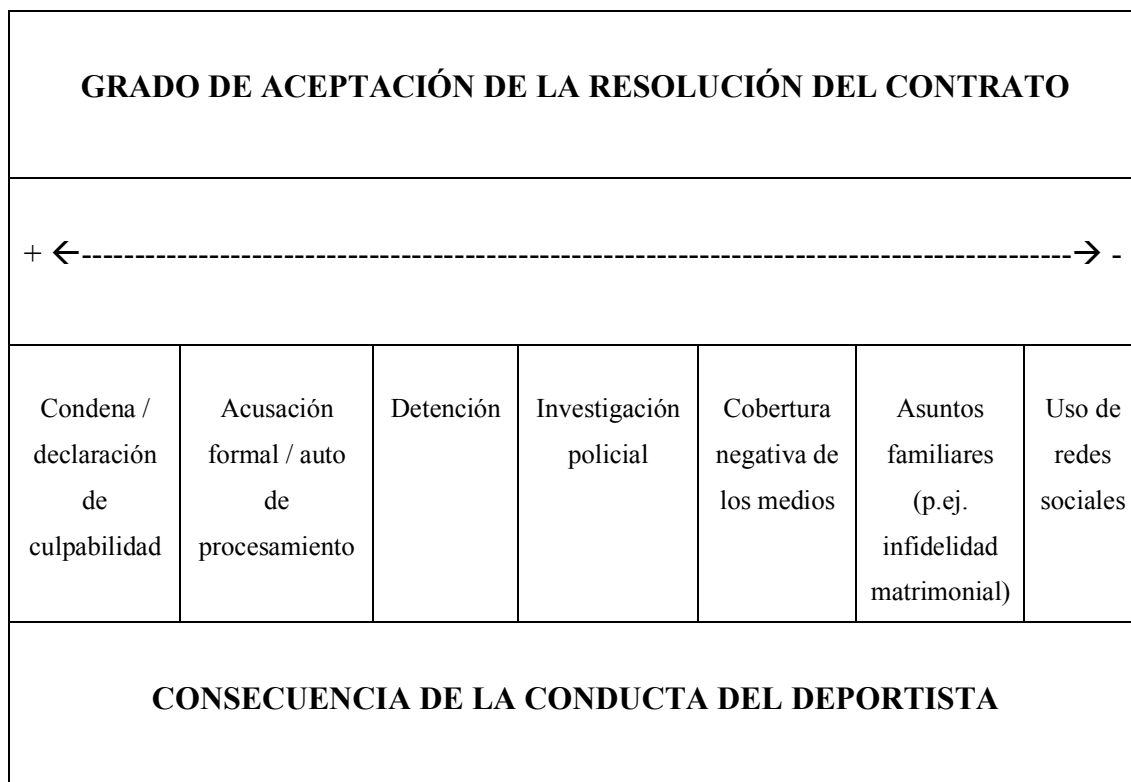 GRADO DE ACEPTACIÓN DE LA RESOLUCIÓN DEL CONTRATO
+ ←---------------------------------------------------------------------------------------------→ -
Condena /
declaración
de
culpabilidad
Acusación
formal / auto
de
procesamiento
Detención
Investigación
policial
Cobertura
negativa de
los medios
Asuntos
familiares
(p.ej.
infidelidad
matrimonial)
Uso de
redes
sociales
CONSECUENCIA DE LA CONDUCTA DEL DEPORTISTA